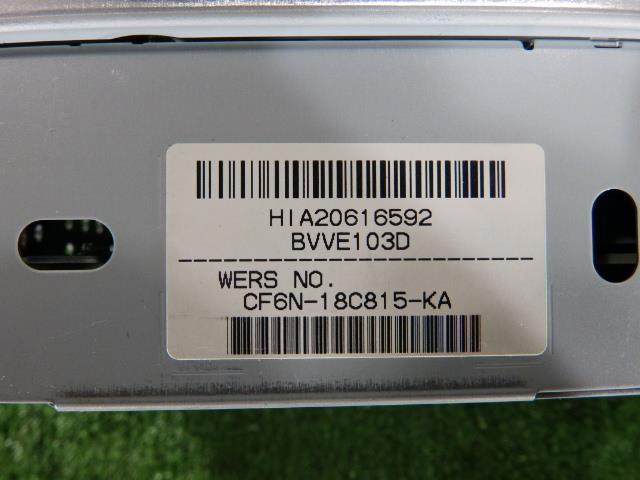 HIA20616592
BVVE103D
WERS NO.
CF6N-18C815-KA